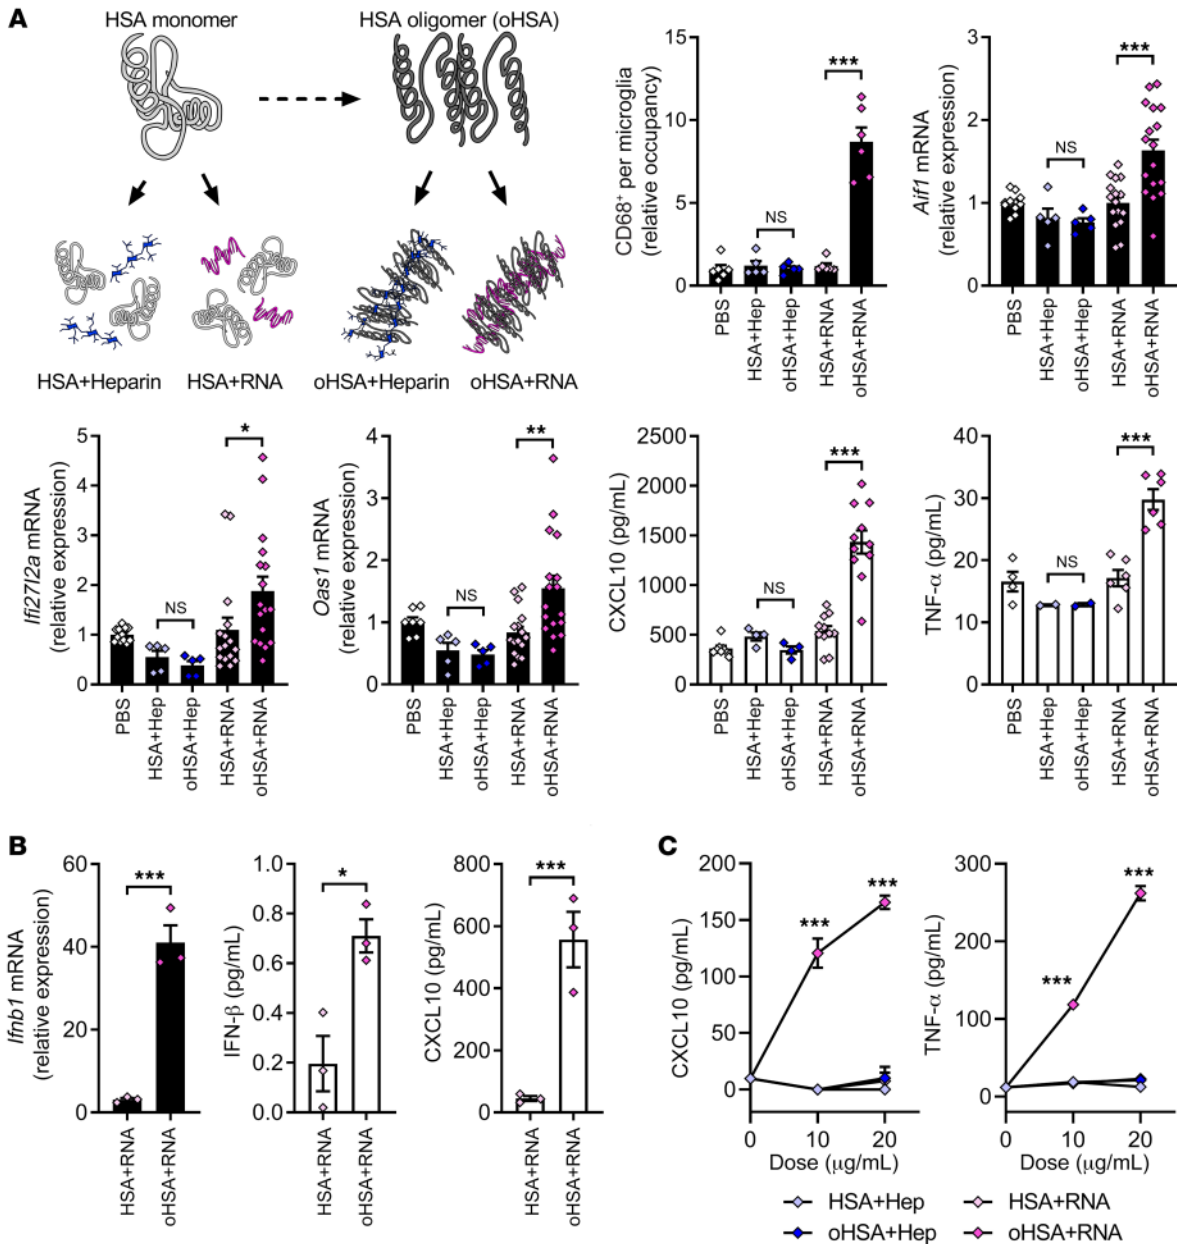 A
HSA monomer
HSA oligomer (oHSA)
HSA+Heparin
HSA+RNA
oHSA+Heparin
oHSA+RNA
CD68⁺ per microglia
(relative occupancy)
15
10
5
0
NS
***
PBS
HSA+Hep
oHSA+Hep
HSA+RNA
oHSA+RNA
Aif1 mRNA
(relative expression)
3
2
1
0
NS
***
PBS
HSA+Hep
oHSA+Hep
HSA+RNA
oHSA+RNA
Ifi27l2a mRNA
(relative expression)
5
4
3
2
1
0
NS
*
PBS
HSA+Hep
oHSA+Hep
HSA+RNA
oHSA+RNA
Oas1 mRNA
(relative expression)
4
3
2
1
0
NS
**
PBS
HSA+Hep
oHSA+Hep
HSA+RNA
oHSA+RNA
CXCL10 (pg/mL)
2500
2000
1500
1000
500
0
NS
***
PBS
HSA+Hep
oHSA+Hep
HSA+RNA
oHSA+RNA
TNF-α (pg/mL)
40
30
20
10
0
NS
***
PBS
HSA+Hep
oHSA+Hep
HSA+RNA
oHSA+RNA
B
Ifnb1 mRNA
(relative expression)
60
40
20
0
***
HSA+RNA
oHSA+RNA
IFN-β (pg/mL)
1.0
0.8
0.6
0.4
0.2
0.0
*
HSA+RNA
oHSA+RNA
CXCL10 (pg/mL)
800
600
400
200
0
***
HSA+RNA
oHSA+RNA
C
CXCL10 (pg/mL)
200
150
100
50
0
***
***
0 10 20
Dose (μg/mL)
TNF-α (pg/mL)
300
200
100
0
***
***
0 10 20
Dose (μg/mL)
HSA+Hep
HSA+RNA
oHSA+Hep
oHSA+RNA